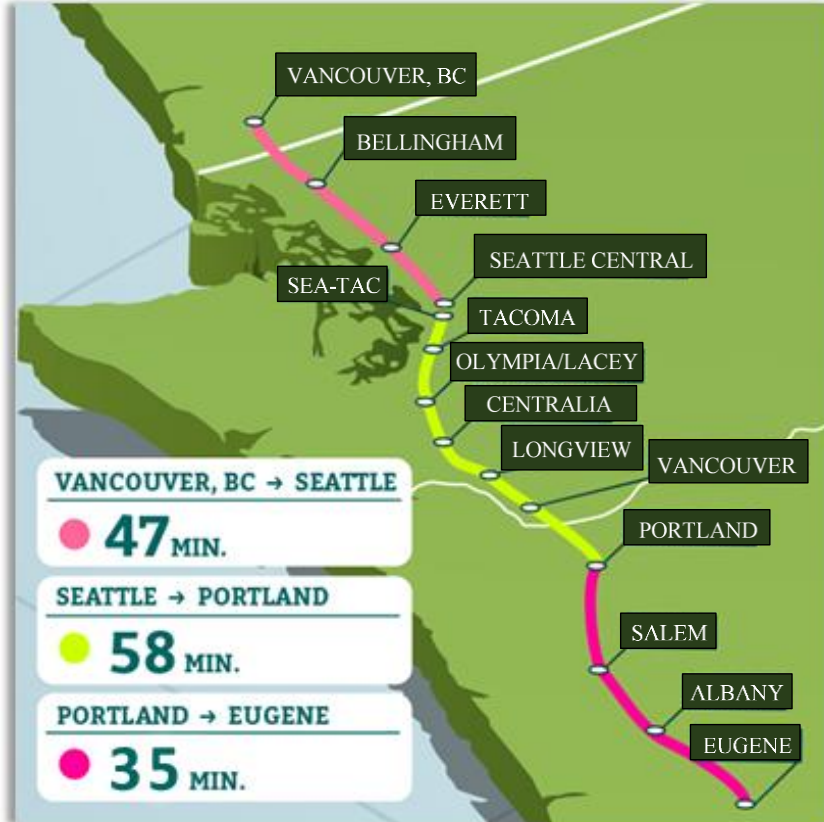 VANCOUVER, BC
BELLINGHAM
EVERETT
SEATTLE CENTRAL
SEA-TAC
TACOMA
OLYMPIA/LACEY
CENTRALIA
LONGVIEW
VANCOUVER
PORTLAND
SALEM
ALBANY
EUGENE
VANCOUVER, BC → SEATTLE
47 MIN.
SEATTLE → PORTLAND
58 MIN.
PORTLAND → EUGENE
35 MIN.